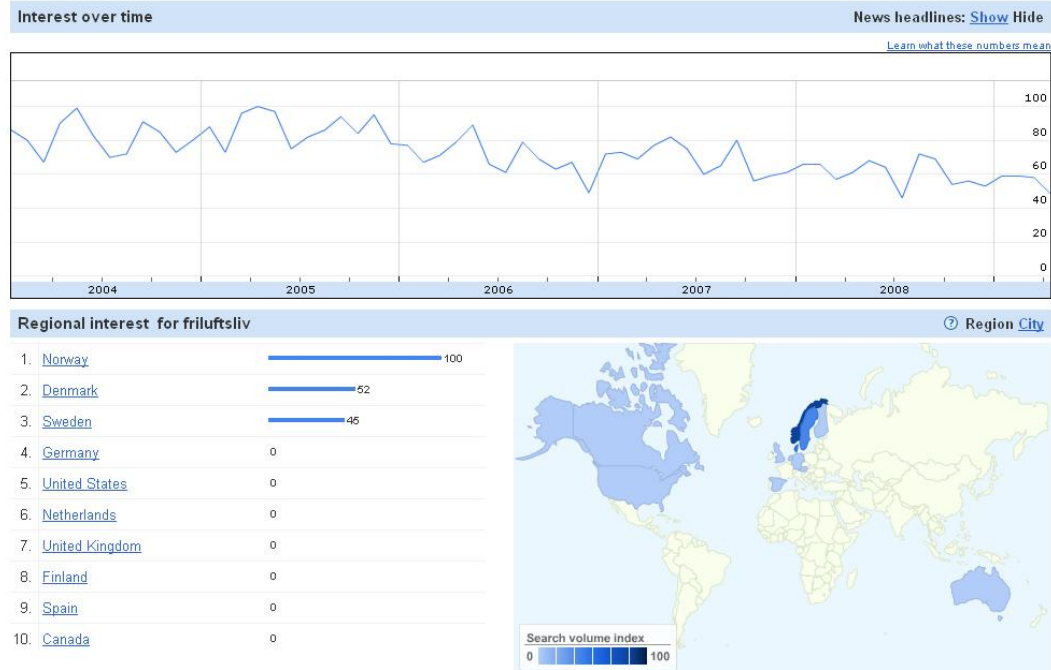 Interest over time
News headlines: Show Hide
Learn what these numbers mean
100
80
60
40
20
0
2004 2005 2006 2007 2008
Regional interest for friluftsliv
? Region City
1. Norway 100
2. Denmark 52
3. Sweden 45
4. Germany 0
5. United States 0
6. Netherlands 0
7. United Kingdom 0
8. Finland 0
9. Spain 0
10. Canada 0
Search volume index
0 100